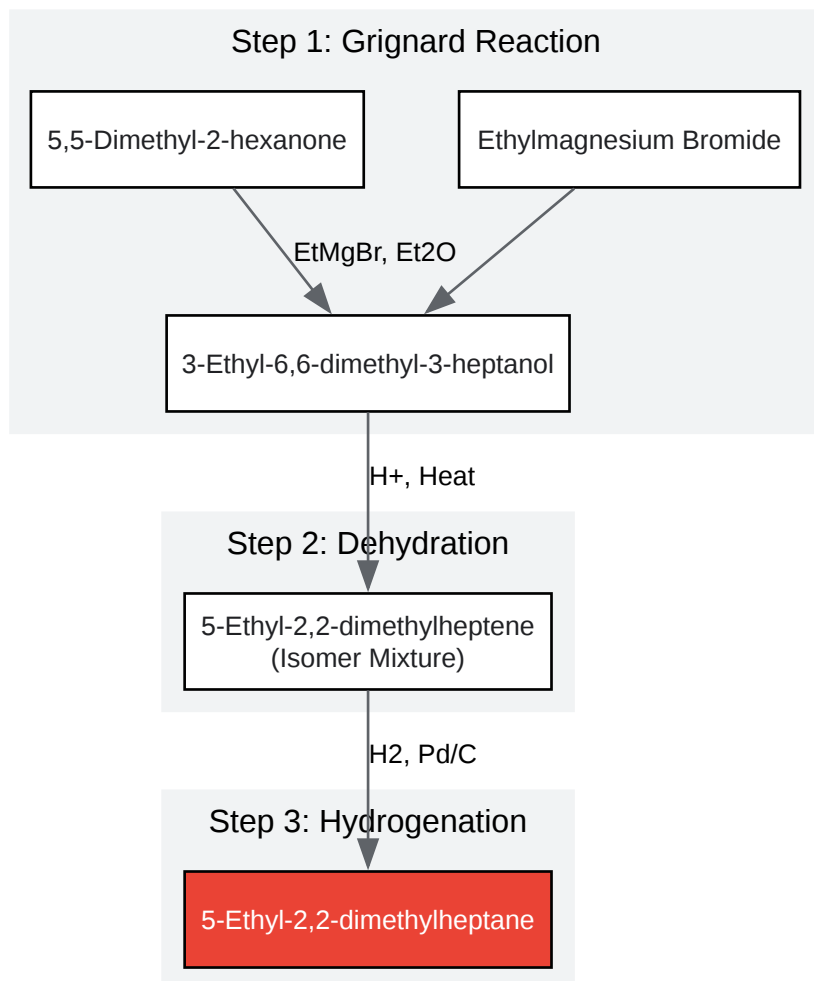 Step 1: Grignard Reaction
5,5-Dimethyl-2-hexanone
Ethylmagnesium Bromide
EtMgBr, Et2O
3-Ethyl-6,6-dimethyl-3-heptanol
H+, Heat
Step 2: Dehydration
5-Ethyl-2,2-dimethylheptene
(Isomer Mixture)
H2, Pd/C
Step 3: Hydrogenation
5-Ethyl-2,2-dimethylheptane